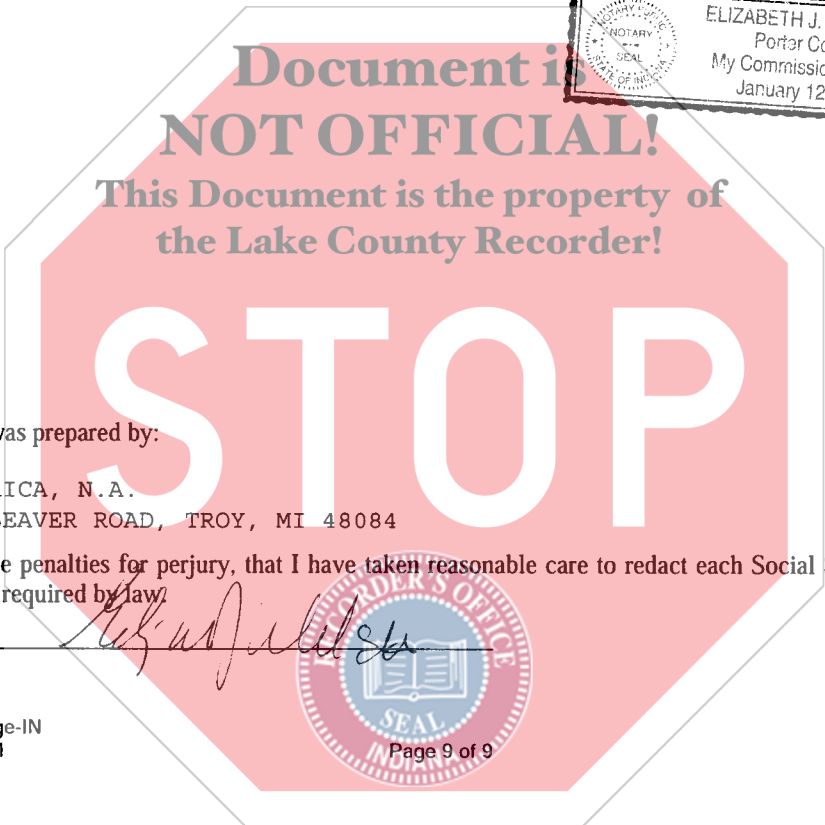 NOTARY PUBLIC
NOTARY
SEAL
STATE OF INDIANA
ELIZABETH J.
Porter Co
My Commissio
January 12
Document is
NOT OFFICIAL!
This Document is the property of
the Lake County Recorder!
STOP
was prepared by:
ICA, N.A.
EAVER ROAD, TROY, MI 48084
e penalties for perjury, that I have taken reasonable care to redact each Social
required by law.
RECORDER'S OFFICE
SEAL
INDIANA
ge-IN
Page 9 of 9